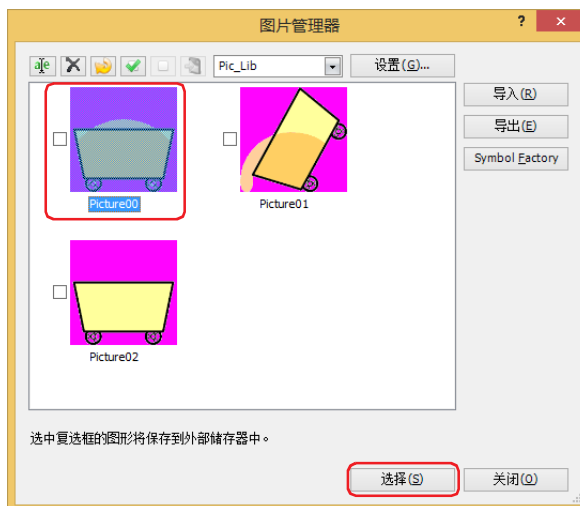 图片管理器
?
×
a|e
Pic_Lib
设置(G)...
导入(R)
导出(E)
Symbol Factory
Picture00
Picture01
Picture02
选中复选框的图形将保存到外部储存器中。
选择(S)
关闭(O)